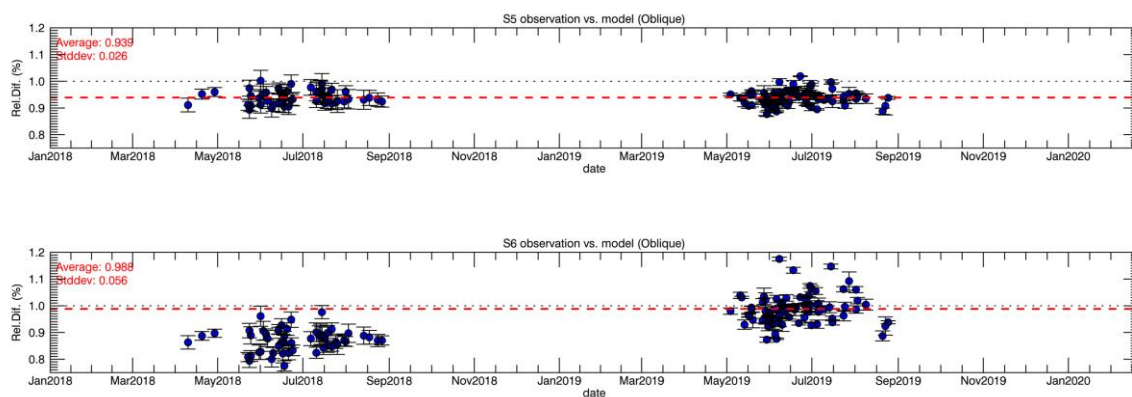 S5 observation vs. model (Oblique)
1.2
Average: 0.939
1.1
Stddev: 0.026
Rel.Dif. (%)
1.0
0.9
0.8
Jan2018 Mar2018 May2018 Jul2018 Sep2018 Nov2018 Jan2019 Mar2019 May2019 Jul2019 Sep2019 Nov2019 Jan2020
date
S6 observation vs. model (Oblique)
1.2
Average: 0.988
1.1
Stddev: 0.056
Rel.Dif. (%)
1.0
0.9
0.8
Jan2018 Mar2018 May2018 Jul2018 Sep2018 Nov2018 Jan2019 Mar2019 May2019 Jul2019 Sep2019 Nov2019 Jan2020
date